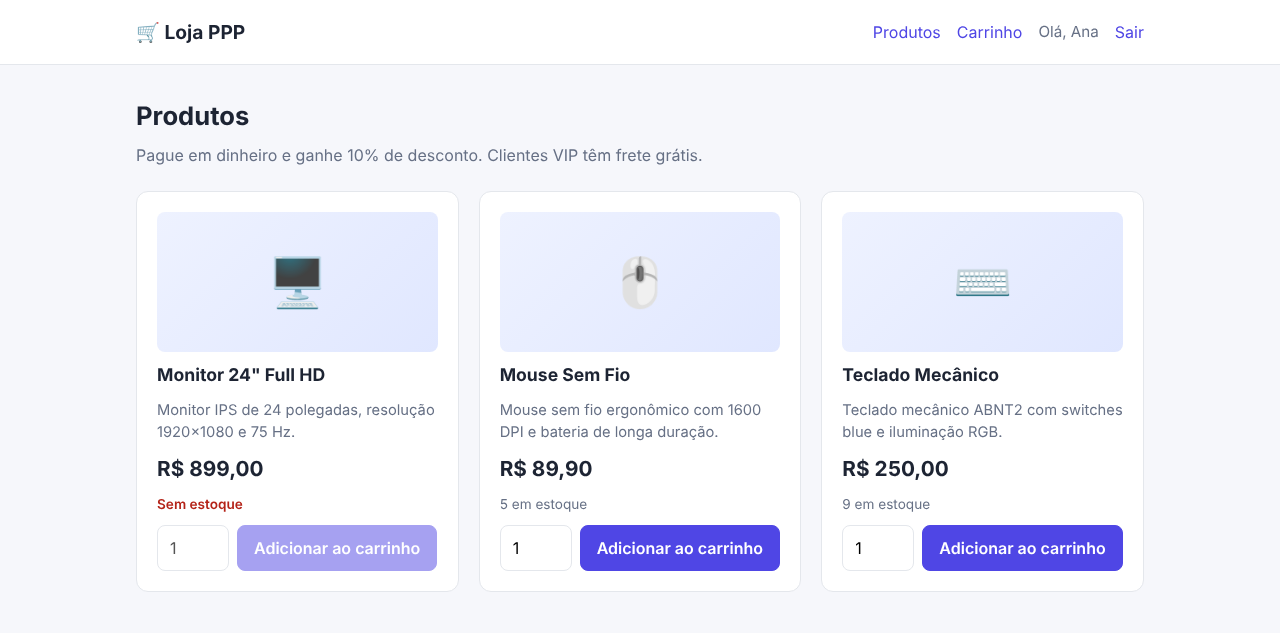 🛒 Loja PPP
Produtos Carrinho Olá, Ana Sair
Produtos
Pague em dinheiro e ganhe 10% de desconto. Clientes VIP têm frete grátis.
Monitor 24" Full HD
Monitor IPS de 24 polegadas, resolução
1920×1080 e 75 Hz.
R$ 899,00
Sem estoque
1 Adicionar ao carrinho
Mouse Sem Fio
Mouse sem fio ergonômico com 1600
DPI e bateria de longa duração.
R$ 89,90
5 em estoque
1 Adicionar ao carrinho
Teclado Mecânico
Teclado mecânico ABNT2 com switches
blue e iluminação RGB.
R$ 250,00
9 em estoque
1 Adicionar ao carrinho